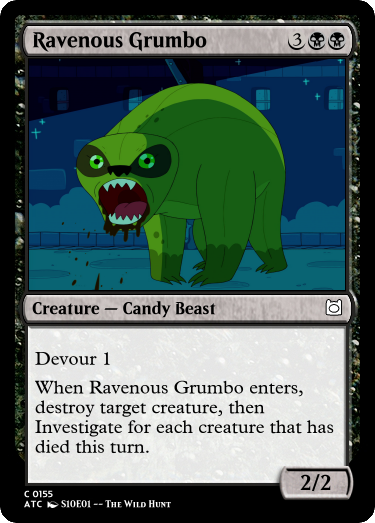 Ravenous Grumbo 3
Creature — Candy Beast
Devour 1
When Ravenous Grumbo enters,
destroy target creature, then
Investigate for each creature that has
died this turn.
2/2
C 0155
ATC S10E01 -- The Wild Hunt